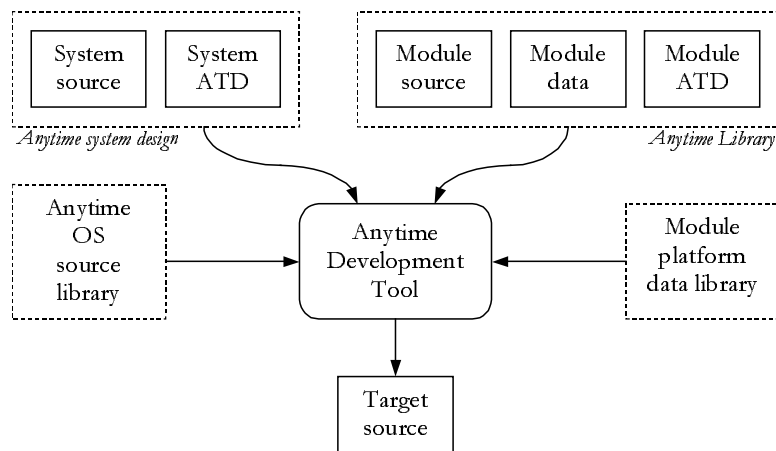 System
source
System
ATD
Module
source
Module
data
Module
ATD
Anytime system design
Anytime Library
Anytime
OS
source
library
Anytime
Development
Tool
Module
platform
data library
Target
source